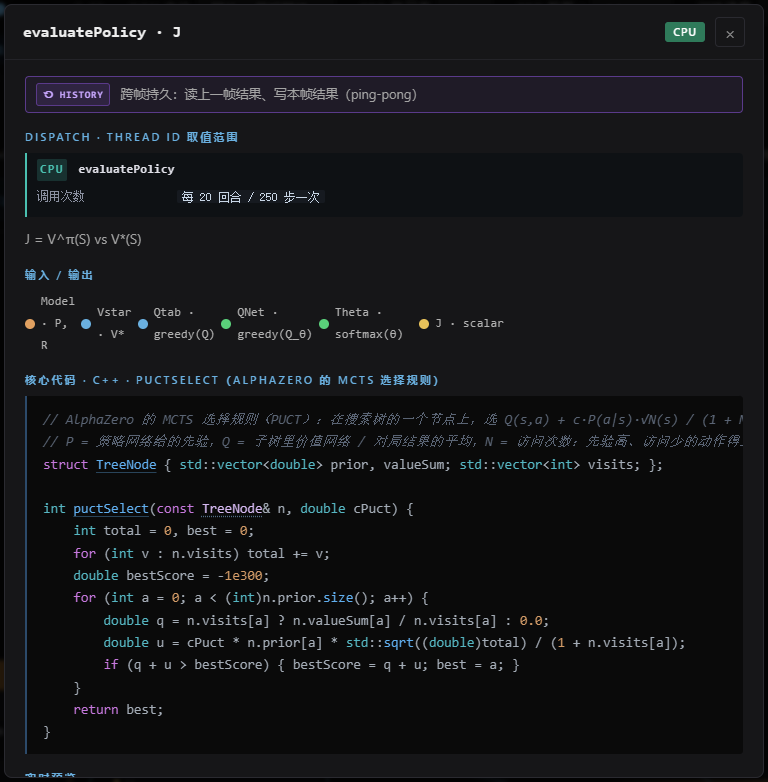 evaluatePolicy · J
CPU ×
HISTORY 跨帧持久: 读上一帧结果、写本帧结果 (ping-pong)
DISPATCH · THREAD ID 取值范围
CPU evaluatePolicy
调用次数 每 20 回合 / 250 步一次
J = V^π(S) vs V*(S)
输入 / 输出
Model · P, R
Vstar · V*
Qtab · greedy(Q)
QNet · greedy(Q_θ)
Theta · softmax(θ)
J · scalar
核心代码 · C++ · PUCTSELECT (ALPHAZERO 的 MCTS 选择规则)
// AlphaZero 的 MCTS 选择规则（PUCT）：在搜索树的一个节点上，选 Q(s,a) + c·P(a|s)·√N(s) / (1 +
// P = 策略网络给的先验，Q = 子树里价值网络 / 对局结果的平均，N = 访问次数；先验高、访问少的动作得
struct TreeNode { std::vector<double> prior, valueSum; std::vector<int> visits; };
int puctSelect(const TreeNode& n, double cPuct) {
    int total = 0, best = 0;
    for (int v : n.visits) total += v;
    double bestScore = -1e300;
    for (int a = 0; a < (int)n.prior.size(); a++) {
        double q = n.visits[a] ? n.valueSum[a] / n.visits[a] : 0.0;
        double u = cPuct * n.prior[a] * std::sqrt((double)total) / (1 + n.visits[a]);
        if (q + u > bestScore) { bestScore = q + u; best = a; }
    }
    return best;
}